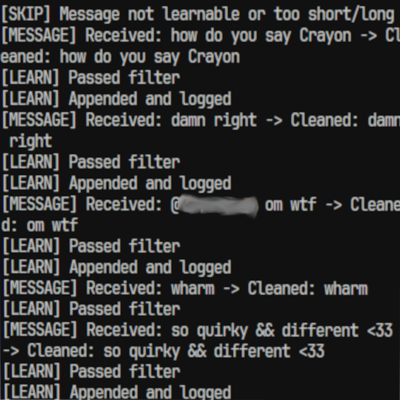 [SKIP] Message not learnable or too short/long
[MESSAGE] Received: how do you say Crayon -> Cl
eaned: how do you say Crayon
[LEARN] Passed filter
[LEARN] Appended and logged
[MESSAGE] Received: damn right -> Cleaned: damn
right
[LEARN] Passed filter
[LEARN] Appended and logged
[MESSAGE] Received: @ om wtf -> Cleane
d: om wtf
[LEARN] Passed filter
[LEARN] Appended and logged
[MESSAGE] Received: wharm -> Cleaned: wharm
[LEARN] Passed filter
[MESSAGE] Received: so quirky && different <33
-> Cleaned: so quirky && different <33
[LEARN] Passed filter
[LEARN] Appended and logged